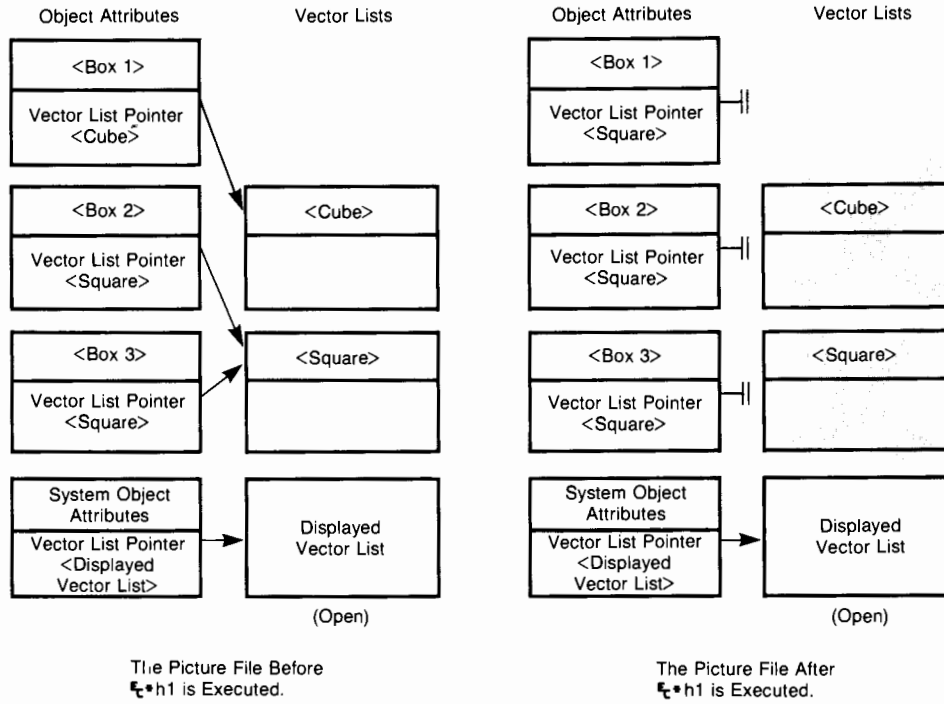 Object Attributes
Vector Lists
<Box 1>
Vector List Pointer
<Cube>
<Box 2>
Vector List Pointer
<Square>
<Cube>
<Box 3>
Vector List Pointer
<Square>
<Square>
System Object
Attributes
Vector List Pointer
<Displayed
Vector List>
Displayed
Vector List
(Open)
The Picture File Before
Ec*h1 is Executed.
Object Attributes
Vector Lists
<Box 1>
Vector List Pointer
<Square>
<Box 2>
Vector List Pointer
<Square>
<Cube>
<Box 3>
Vector List Pointer
<Square>
<Square>
System Object
Attributes
Vector List Pointer
<Displayed
Vector List>
Displayed
Vector List
(Open)
The Picture File After
Ec*h1 is Executed.